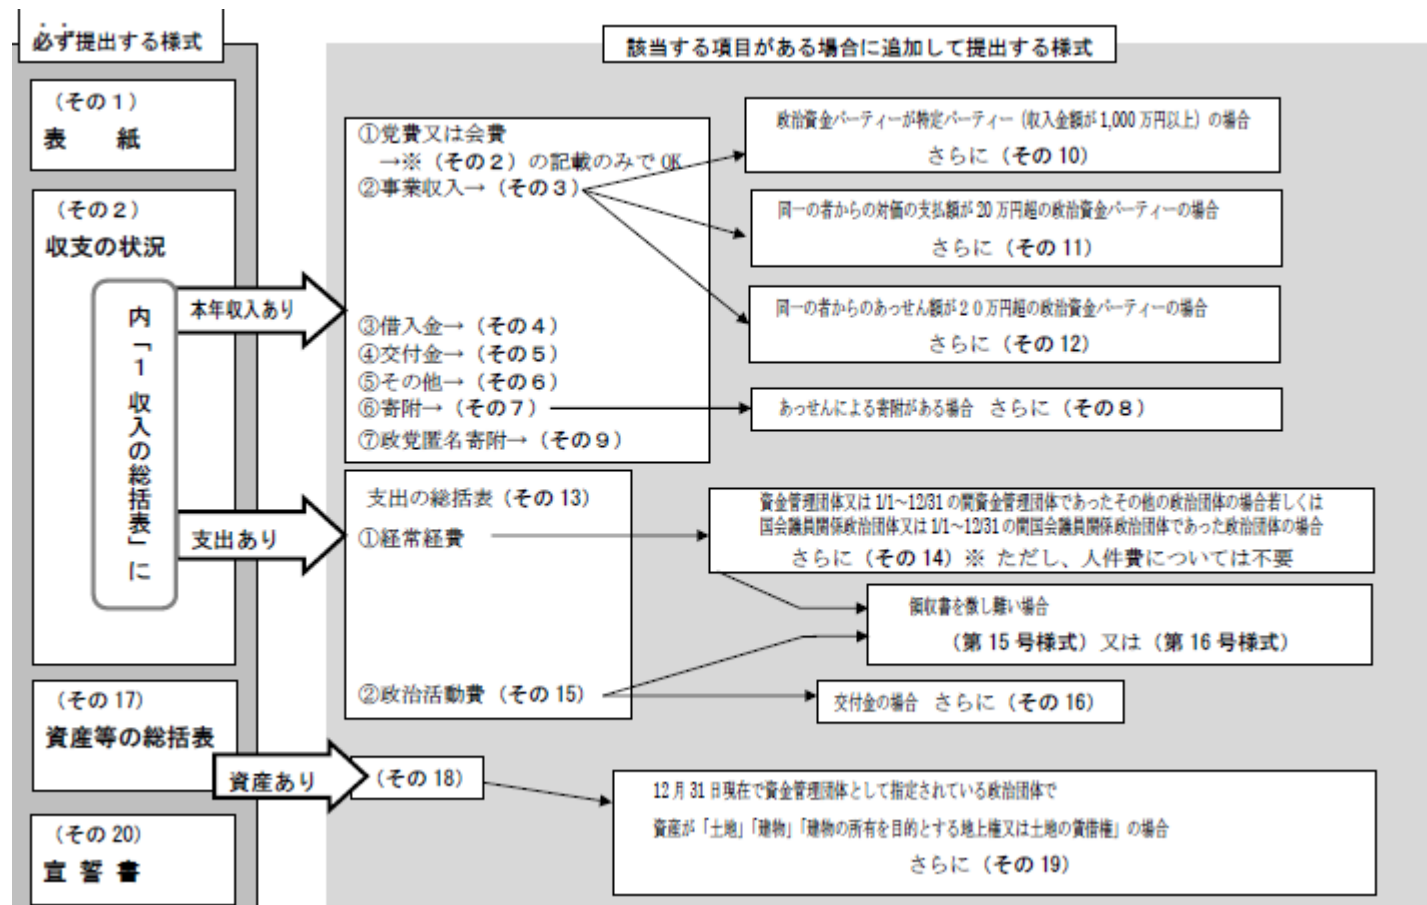 必ず提出する様式
(その1)
表 紙
(その2)
収支の状況
内「1 収入の総括表」に
本年収入あり
支出あり
(その17)
資産等の総括表
資産あり
(その20)
宣 誓 書
該当する項目がある場合に追加して提出する様式
①党費又は会費
→※(その2)の記載のみでOK
②事業収入→(その3)
③借入金→(その4)
④交付金→(その5)
⑤その他→(その6)
⑥寄附→(その7)
⑦政党匿名寄附→(その9)
政治資金パーティーが特定パーティー(収入金額が1,000万円以上)の場合
さらに(その10)
同一の者からの対価の支払額が20万円超の政治資金パーティーの場合
さらに(その11)
同一の者からのあっせん額が20万円超の政治資金パーティーの場合
さらに(その12)
あっせんによる寄附がある場合 さらに(その8)
支出の総括表(その13)
①経常経費
②政治活動費(その15)
資金管理団体又は1/1~12/31の間資金管理団体であったその他の政治団体の場合若しくは
国会議員関係政治団体又は1/1~12/31の間国会議員関係政治団体であった政治団体の場合
さらに(その14)※ ただし、人件費については不要
領収書を徴し難い場合
(第15号様式)又は(第16号様式)
交付金の場合 さらに(その16)
(その18)
12月31日現在で資金管理団体として指定されている政治団体で
資産が「土地」「建物」「建物の所有を目的とする地上権又は土地の賃借権」の場合
さらに(その19)